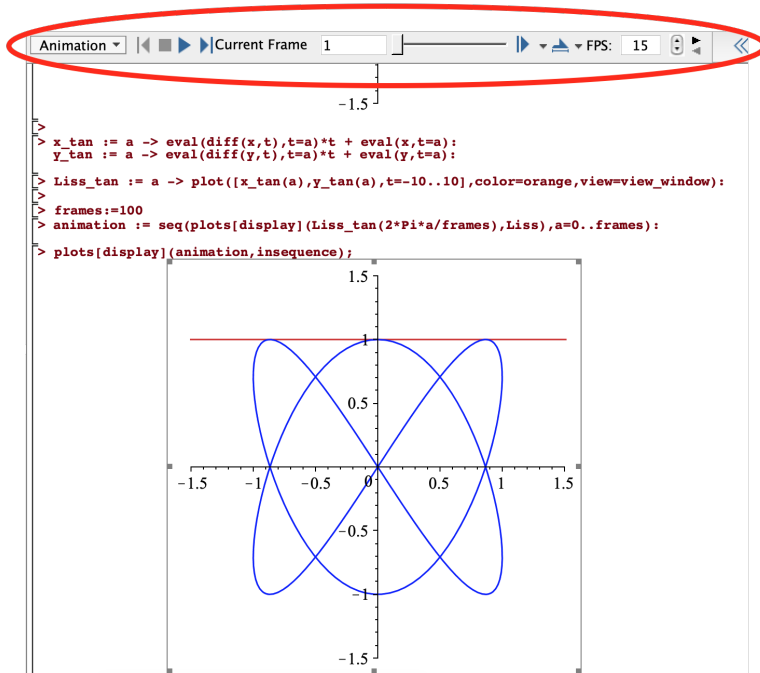 Animation Current Frame 1 FPS: 15
-1.5
>
> x_tan := a -> eval(diff(x,t),t=a)*t + eval(x,t=a):
y_tan := a -> eval(diff(y,t),t=a)*t + eval(y,t=a):
> Liss_tan := a -> plot([x_tan(a),y_tan(a),t=-10..10],color=orange,view=view_window):
>
> frames:=100
> animation := seq(plots[display](Liss_tan(2*Pi*a/frames),Liss),a=0..frames):
> plots[display](animation,insequence);
1.5
1
0.5
-1.5 -1 -0.5 0 0.5 1 1.5
-0.5
-1
-1.5